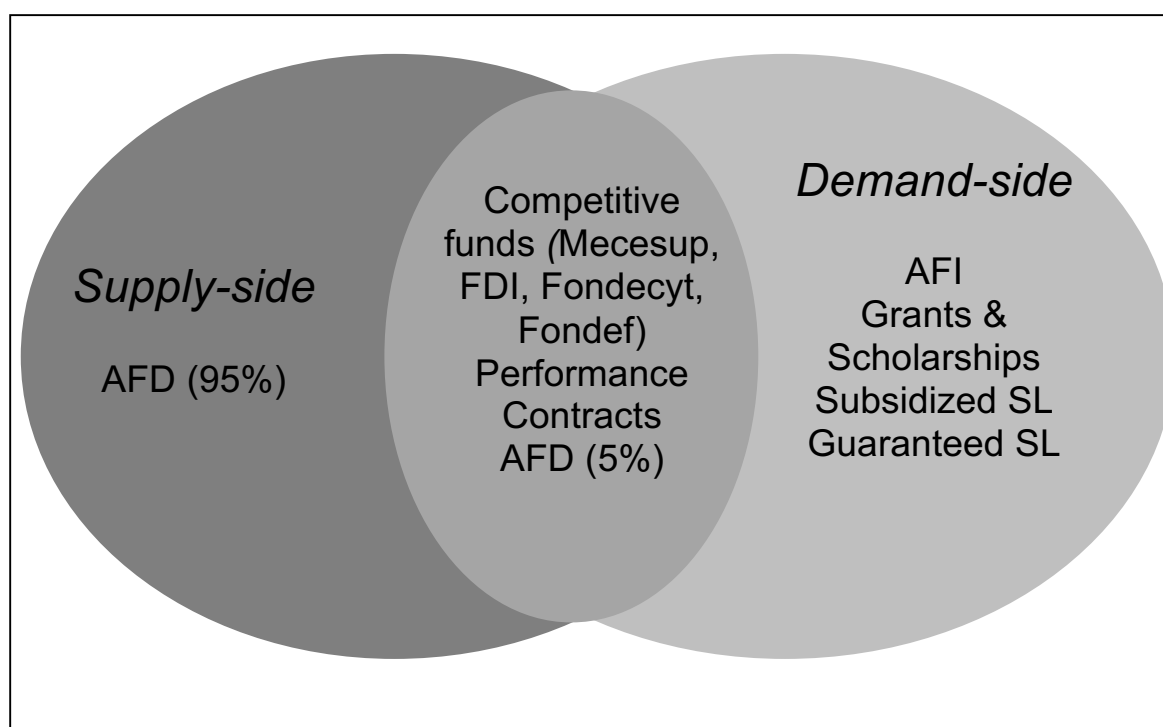 Supply-side
AFD (95%)
Competitive
funds (Mecesup,
FDI, Fondecyt,
Fondef)
Performance
Contracts
AFD (5%)
Demand-side
AFI
Grants &
Scholarships
Subsidized SL
Guaranteed SL